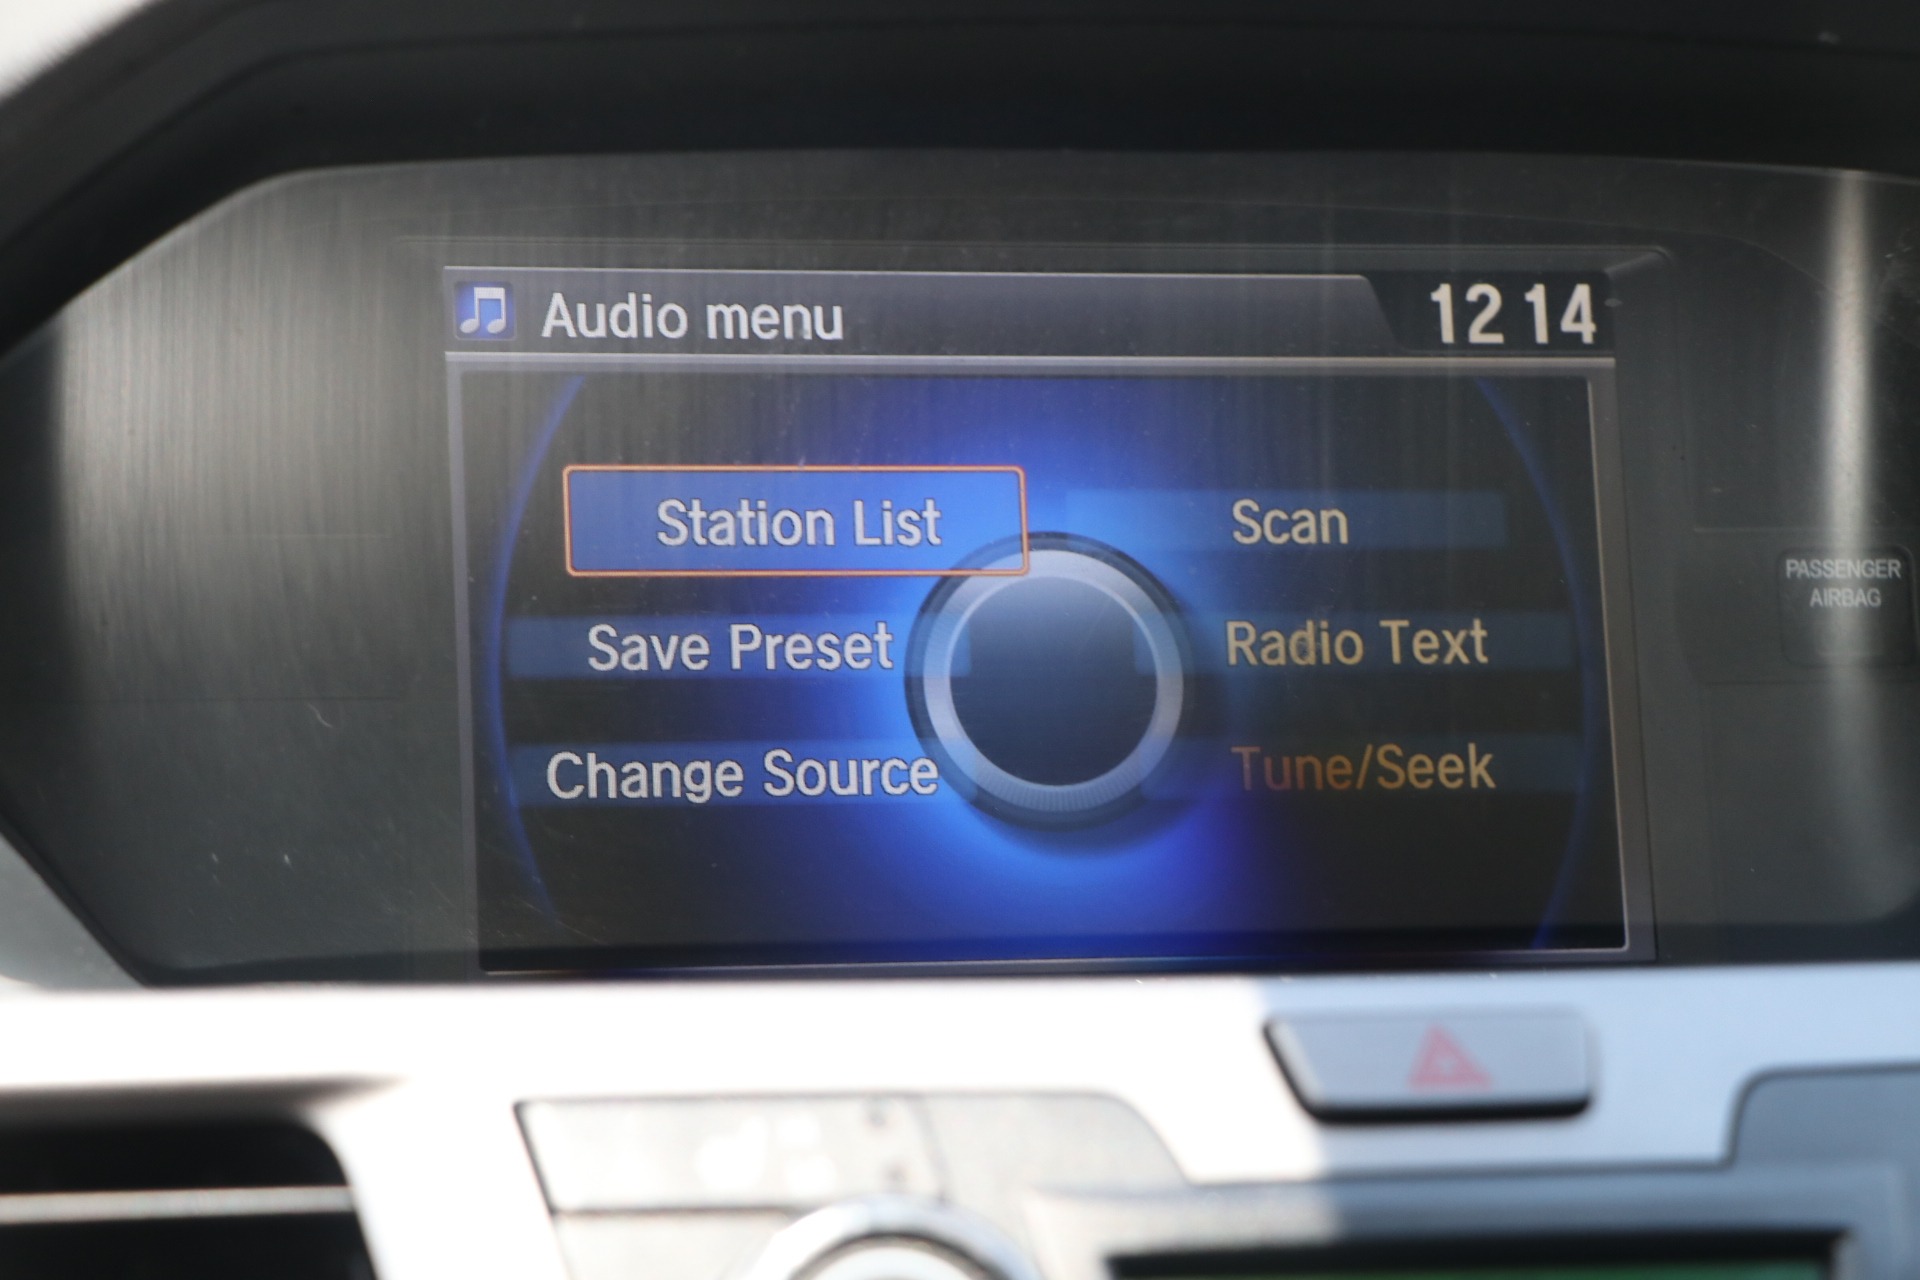 Audio menu
12 14
Station List
Scan
Save Preset
Radio Text
Change Source
Tune/Seek
PASSENGER
AIRBAG